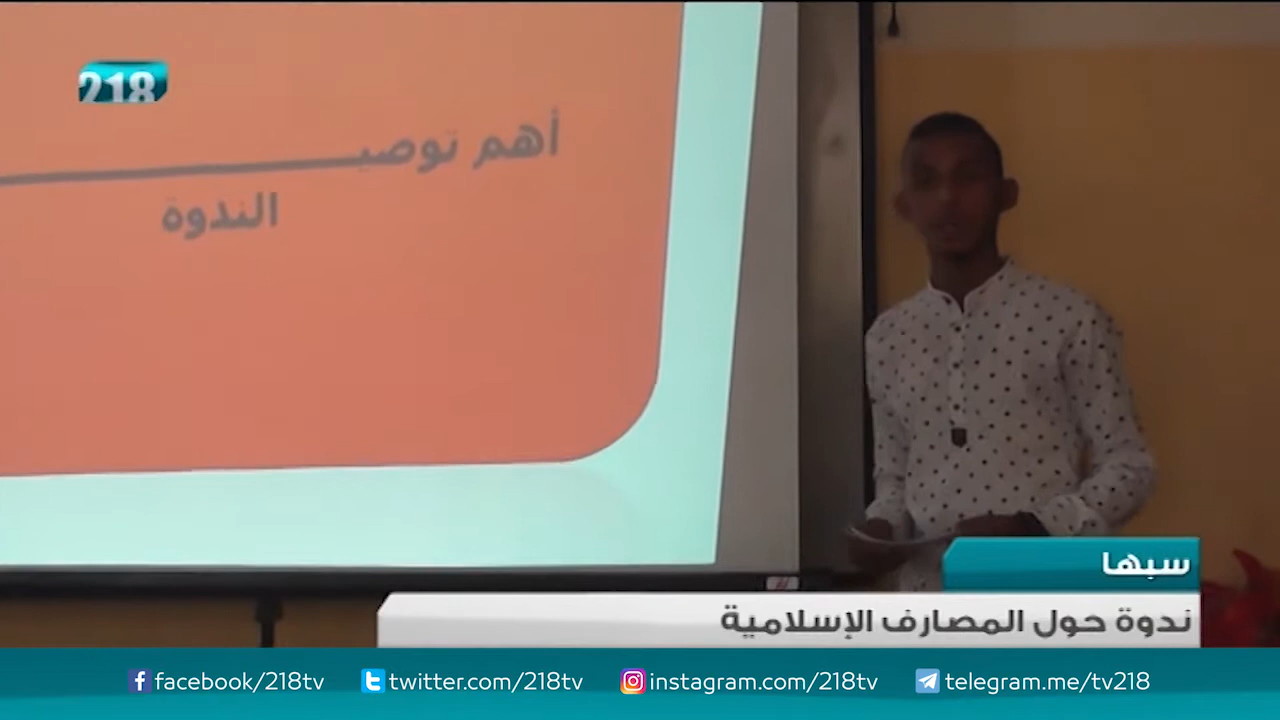 218
أهم توصيـ
الندوة
سبها
ندوة حول المصارف الإسلامية
facebook/218tv
twitter.com/218tv
instagram.com/218tv
telegram.me/tv218